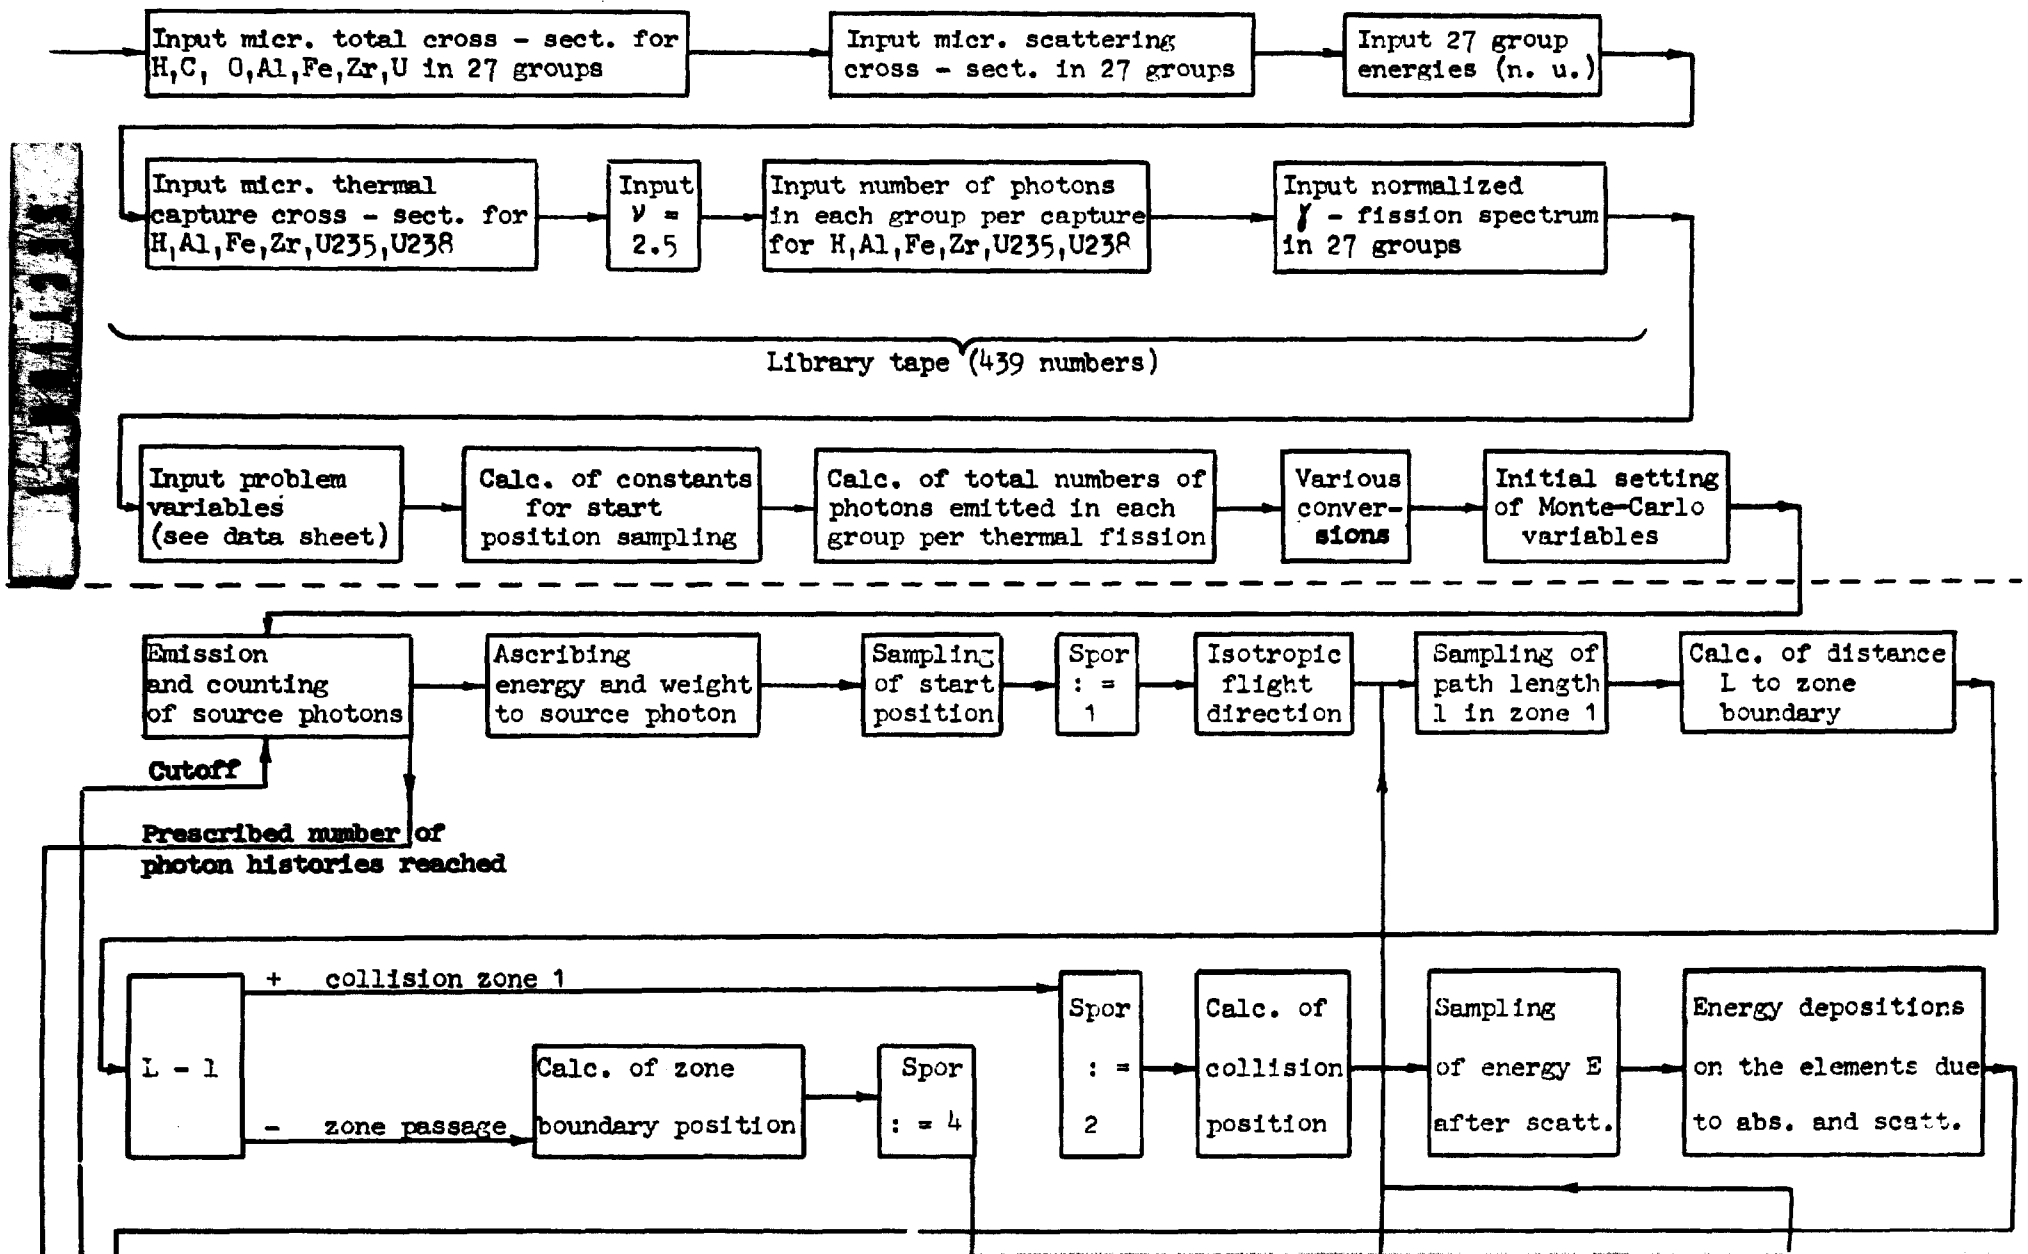 Input micr. total cross - sect. for
H,C, O,Al,Fe,Zr,U in 27 groups
Input micr. scattering
cross - sect. in 27 groups
Input 27 group
energies (n. u.)
Input micr. thermal
capture cross - sect. for
H,Al,Fe,Zr,U235,U238
Input
ν =
2.5
Input number of photons
in each group per capture
for H,Al,Fe,Zr,U235,U238
Input normalized
γ - fission spectrum
in 27 groups
Library tape (439 numbers)
Input problem
variables
(see data sheet)
Calc. of constants
for start
position sampling
Calc. of total numbers of
photons emitted in each
group per thermal fission
Various
conver-
sions
Initial setting
of Monte-Carlo
variables
Emission
and counting
of source photons
Ascribing
energy and weight
to source photon
Sampling
of start
position
Spor
: =
1
Isotropic
flight
direction
Sampling of
path length
l in zone 1
Calc. of distance
L to zone
boundary
Cutoff
Prescribed number of
photon histories reached
L - l
+ collision zone 1
- zone passage
Calc. of zone
boundary position
Spor
: = 4
Spor
: =
2
Calc. of
collision
position
Sampling
of energy E
after scatt.
Energy depositions
on the elements due
to abs. and scatt.